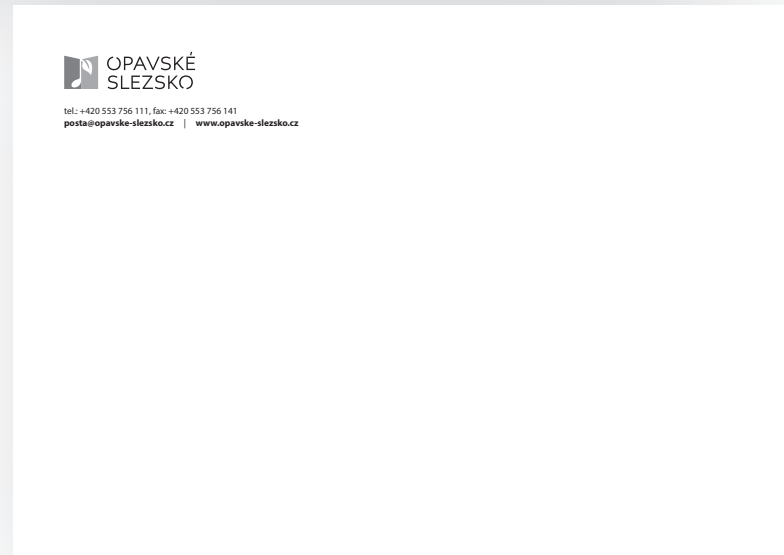 OPAVSKÉ
SLEZSKO
tel.: +420 553 756 111, fax: +420 553 756 141
posta@opavske-slezsko.cz | www.opavske-slezsko.cz